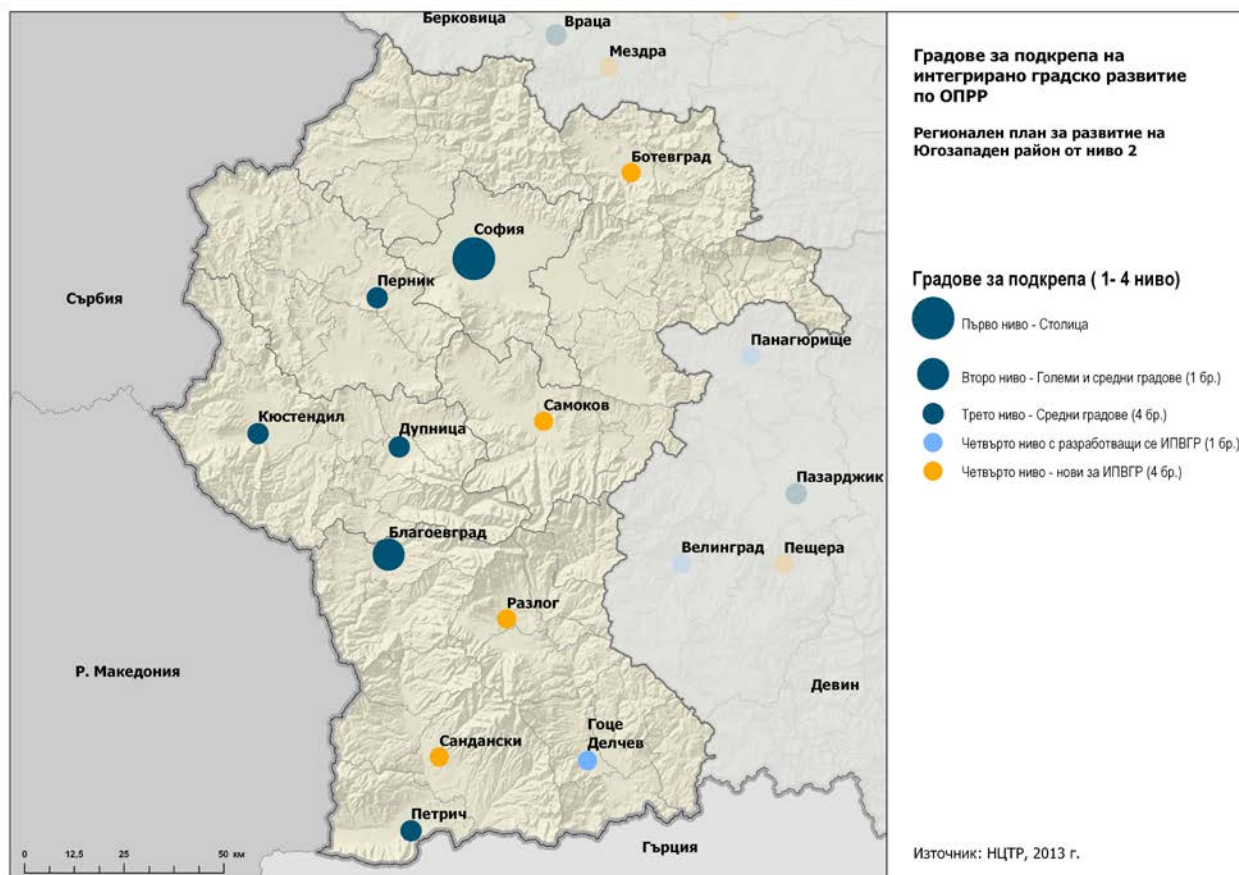 Берковица
Враца
Мездра
Ботевград
София
Перник
Сърбия
Панагюрище
Кюстендил
Дупница
Самоков
Пазарджик
Благоевград
Велинград
Пещера
Разлог
Р. Македония
Девин
Гоце
Делчев
Сандански
Петрич
Гърция
0 12,5 25 50 км
Градове за подкрепа на
интегрирано градско развитие
по ОПРР
Регионален план за развитие на
Югозападен район от ниво 2
Градове за подкрепа ( 1- 4 ниво)
Първо ниво - Столица
Второ ниво - Големи и средни градове (1 бр.)
Трето ниво - Средни градове (4 бр.)
Четвърто ниво с разработващи се ИПВГР (1 бр.)
Четвърто ниво - нови за ИПВГР (4 бр.)
Източник: НЦТР, 2013 г.